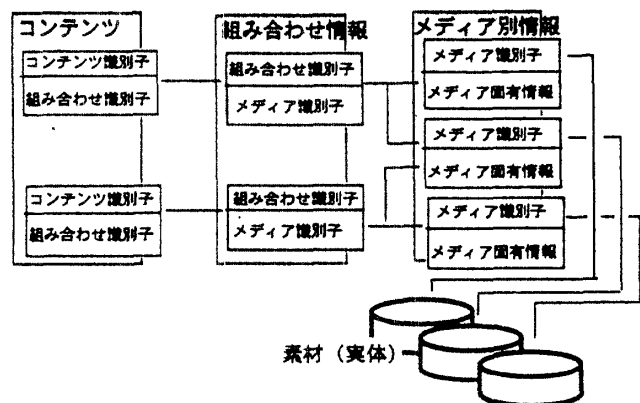 コンテンツ
コンテンツ識別子
組み合わせ識別子
コンテンツ識別子
組み合わせ識別子
組み合わせ情報
組み合わせ識別子
メディア識別子
組み合わせ識別子
メディア識別子
メディア別情報
メディア識別子
メディア固有情報
メディア識別子
メディア固有情報
メディア識別子
メディア固有情報
素材（実体）